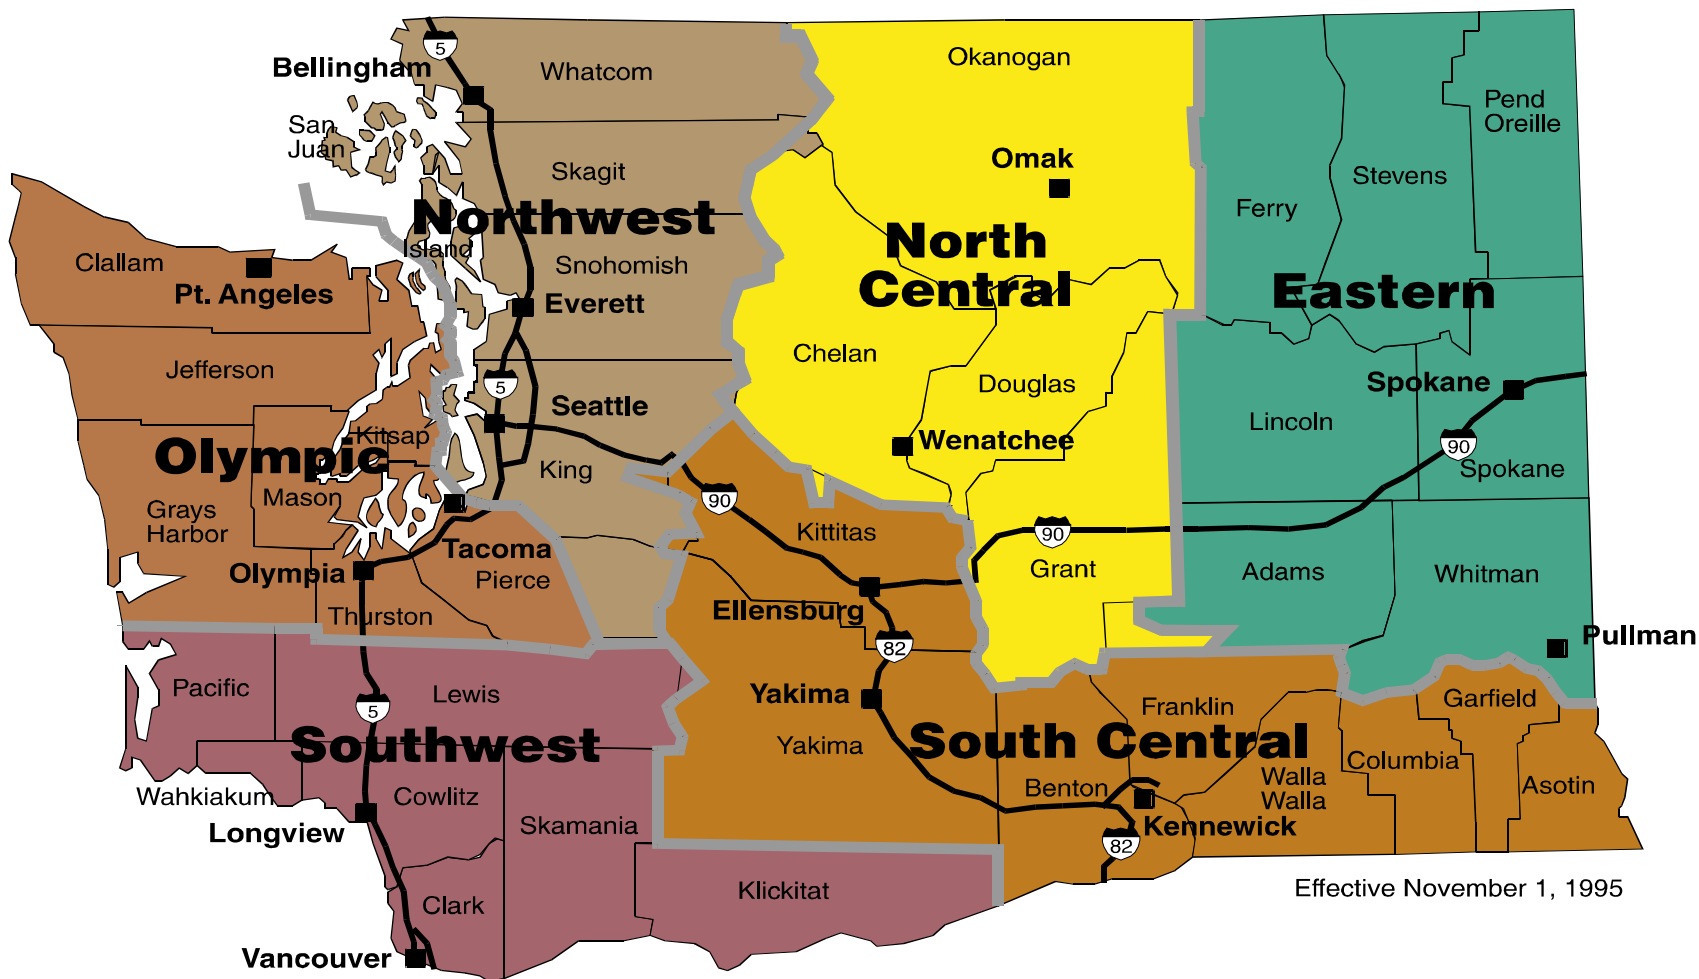 5
Bellingham
Whatcom
Okanogan
San
Juan
Pend
Oreille
Skagit
Omak
Stevens
Ferry
Northwest
Island
North
Central
Clallam
Snohomish
Pt. Angeles
Everett
Eastern
Jefferson
Chelan
5
Douglas
Spokane
Seattle
Lincoln
Kitsap
Olympic
Wenatchee
90
Spokane
King
Mason
90
Grays
Harbor
Kittitas
90
Tacoma
Pierce
Olympia
Grant
Adams
Whitman
Thurston
Ellensburg
82
Pullman
Pacific
Lewis
Yakima
Garfield
5
Franklin
Southwest
Yakima
South Central
Columbia
Wahkiakum
Cowlitz
Benton
Walla
Walla
Asotin
Longview
Skamania
Kennewick
82
Klickitat
Effective November 1, 1995
Clark
Vancouver